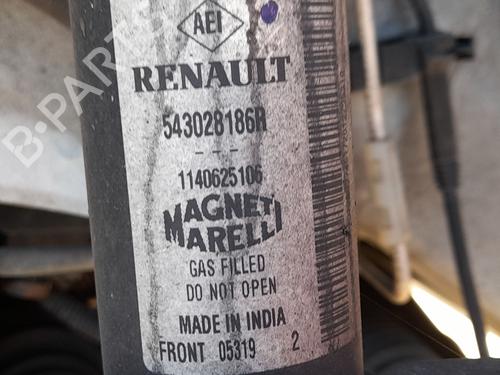 AEI
RENAULT
543028186R
- - -
1140625106
MAGNETI
MARELLI
GAS FILLED
DO NOT OPEN
MADE IN INDIA
FRONT 05319 2
B-PARTS